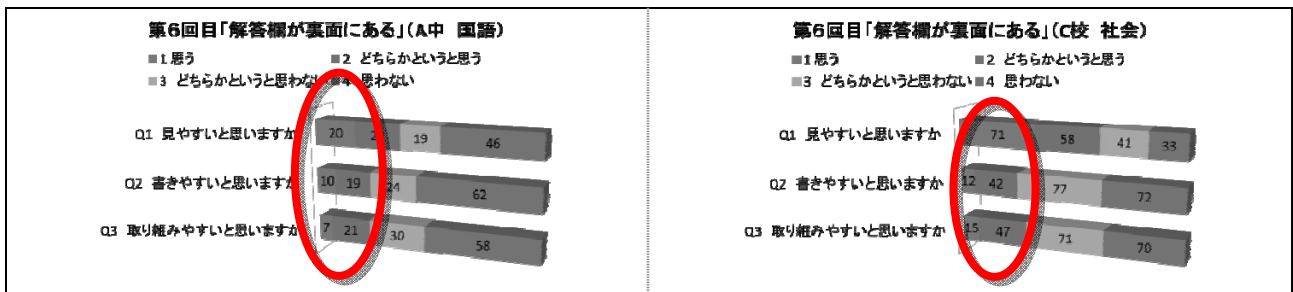 第6回目「解答欄が裏面にある」（A中　国語）
■1 思う ■2 どちらかというと思う
■3 どちらかというと思わない ■4 思わない
Q1 見やすいと思いますか 20 19 46
Q2 書きやすいと思いますか 10 19 24 62
Q3 取り組みやすいと思いますか 7 21 30 58
第6回目「解答欄が裏面にある」（C校　社会）
■1 思う ■2 どちらかというと思う
■3 どちらかというと思わない ■4 思わない
Q1 見やすいと思いますか 71 58 41 33
Q2 書きやすいと思いますか 12 42 77 72
Q3 取り組みやすいと思いますか 15 47 71 70